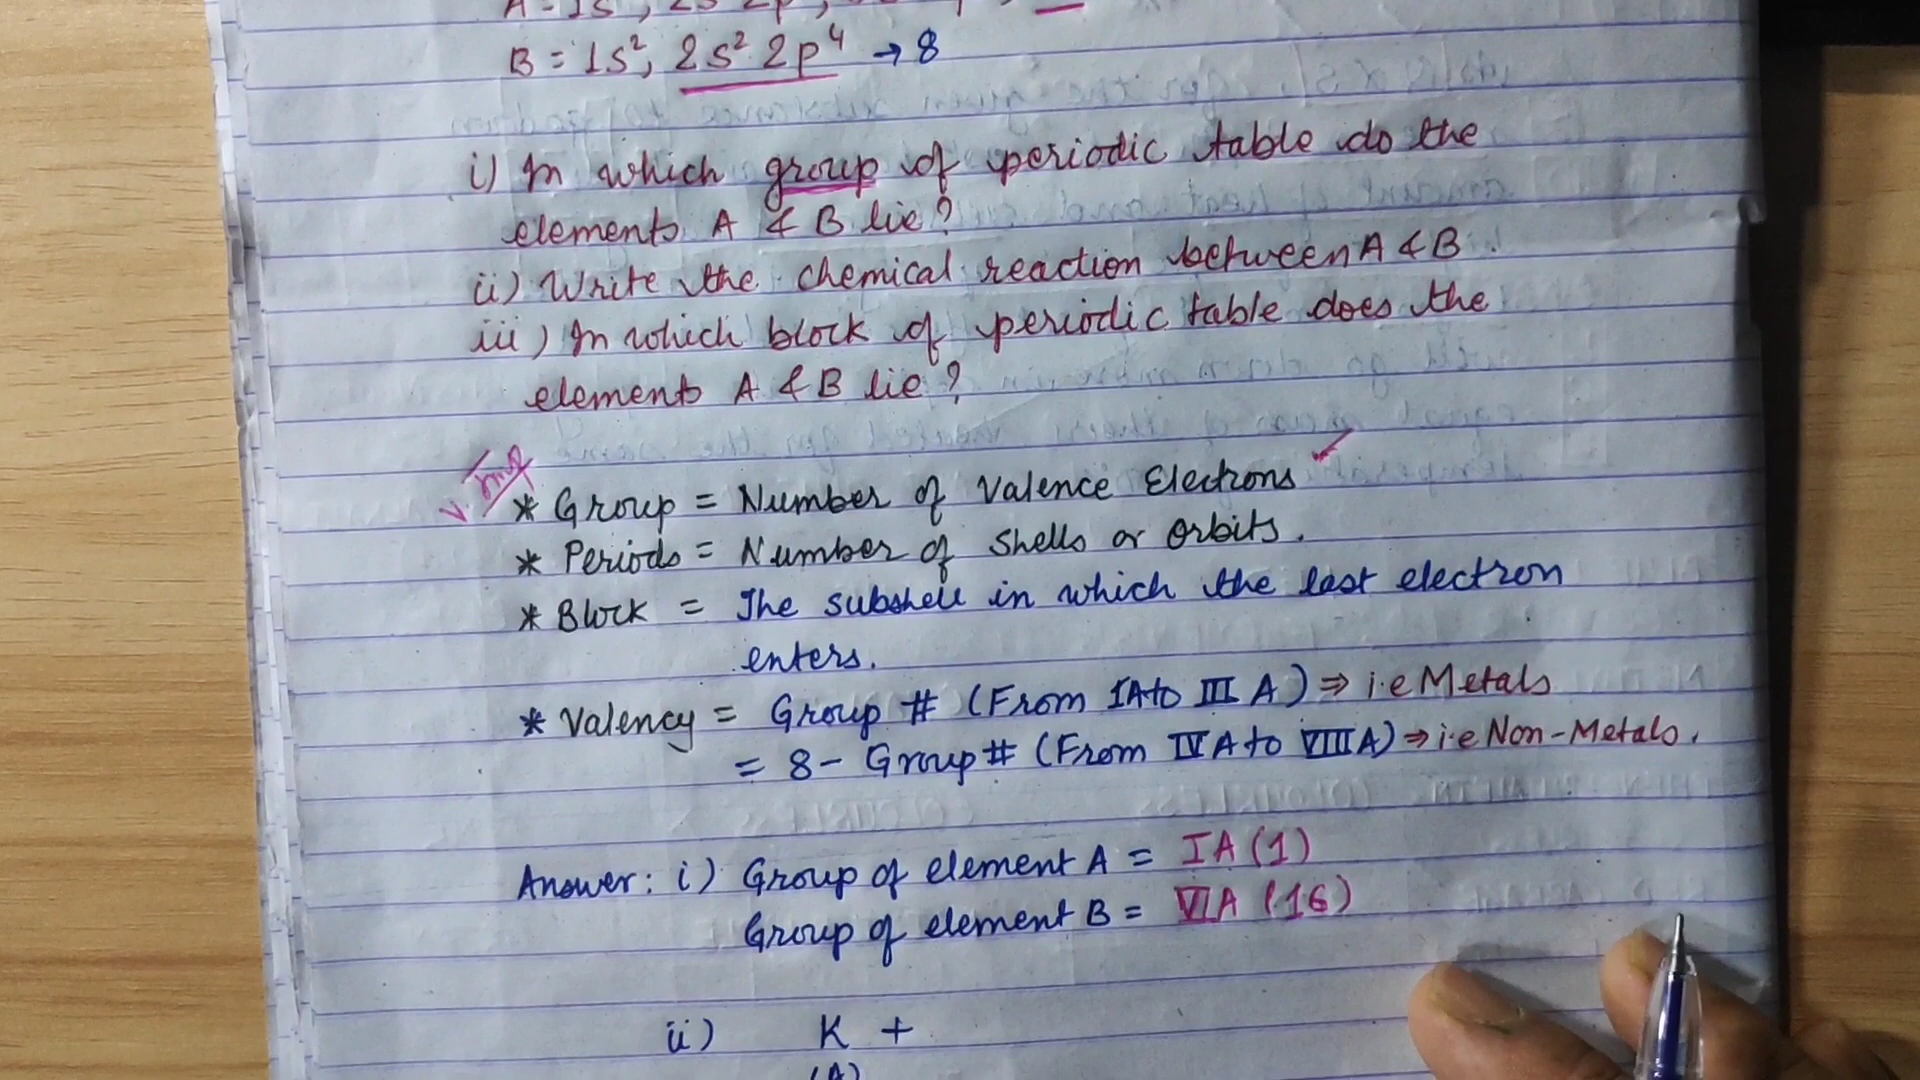 B = 1s², 2s² 2p⁴ → 8
i) In which group of periodic table do the
elements A & B lie?
ii) Write the chemical reaction between A & B.
iii) In which block of periodic table does the
elements A & B lie?
Imp
* Group = Number of Valence Electrons
* Periods = Number of shells or orbits.
* Block = The subshell in which the last electron
enters.
* Valency = Group # (From IA to III A) ⇒ i.e Metals
= 8 - Group # (From IV A to VIII A) ⇒ i.e Non-Metals.
Answer: i) Group of element A = IA (1)
Group of element B = VIA (16)
ii) K +
(A)